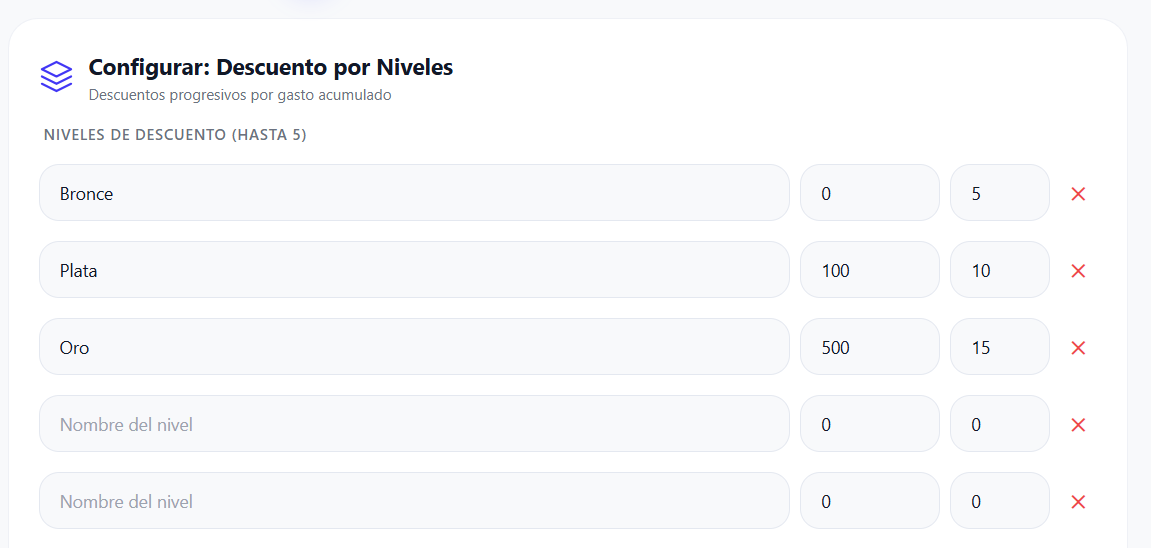 Configurar: Descuento por Niveles
Descuentos progresivos por gasto acumulado
NIVELES DE DESCUENTO (HASTA 5)
Bronce 0 5
Plata 100 10
Oro 500 15
Nombre del nivel 0 0
Nombre del nivel 0 0